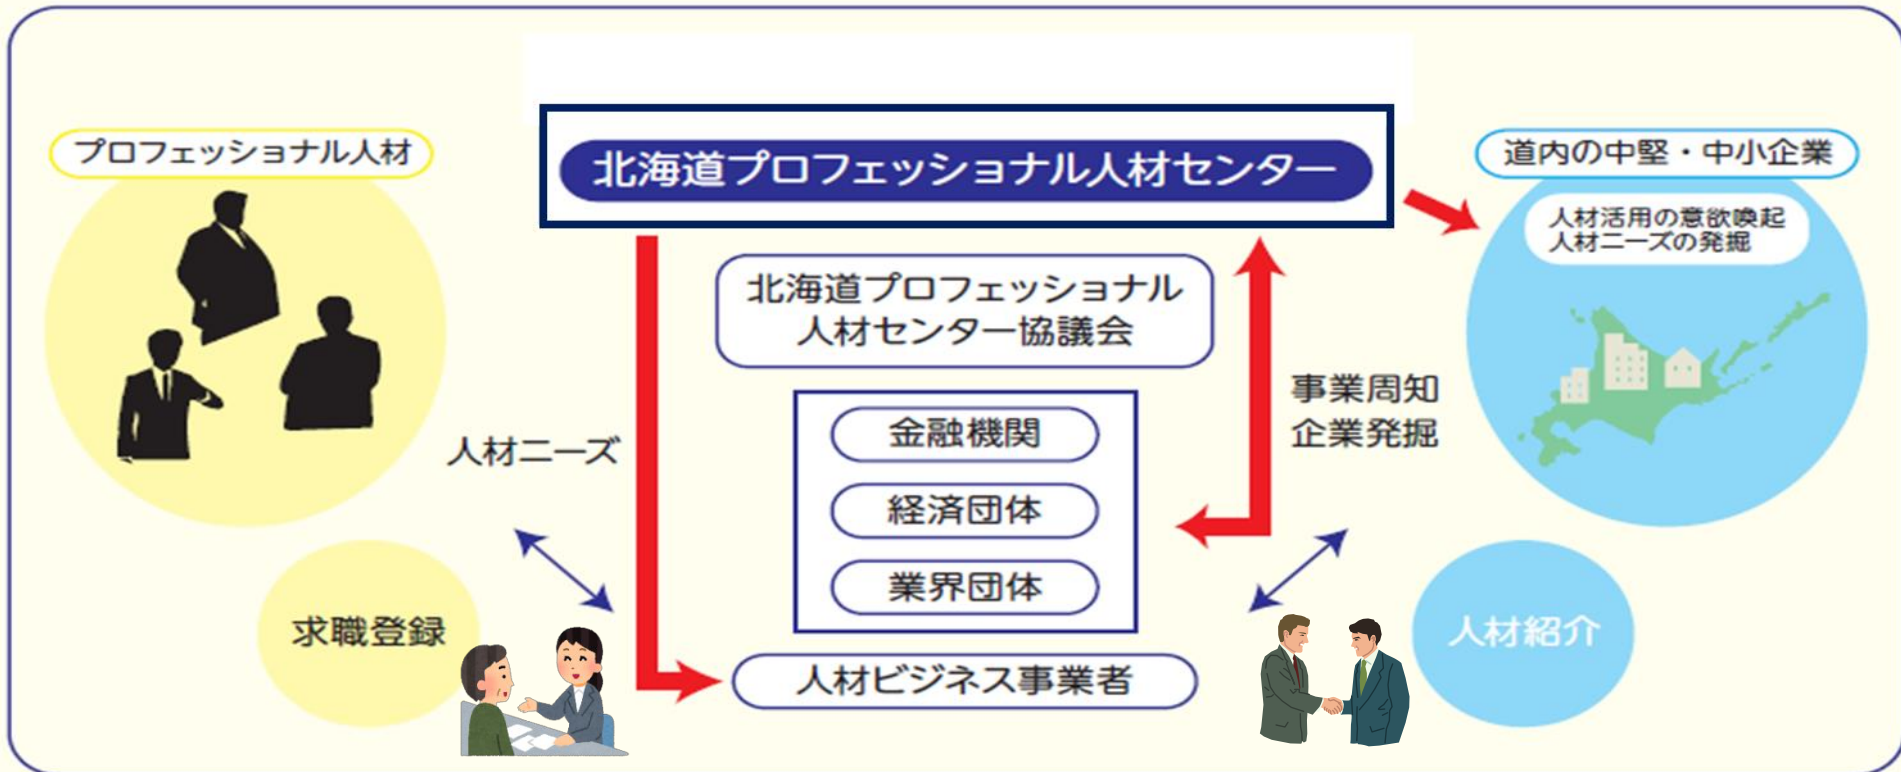 北海道プロフェッショナル人材センター
プロフェッショナル人材
道内の中堅・中小企業
人材活用の意欲喚起
人材ニーズの発掘
北海道プロフェッショナル
人材センター協議会
事業周知
企業発掘
人材ニーズ
金融機関
経済団体
業界団体
求職登録
人材紹介
人材ビジネス事業者